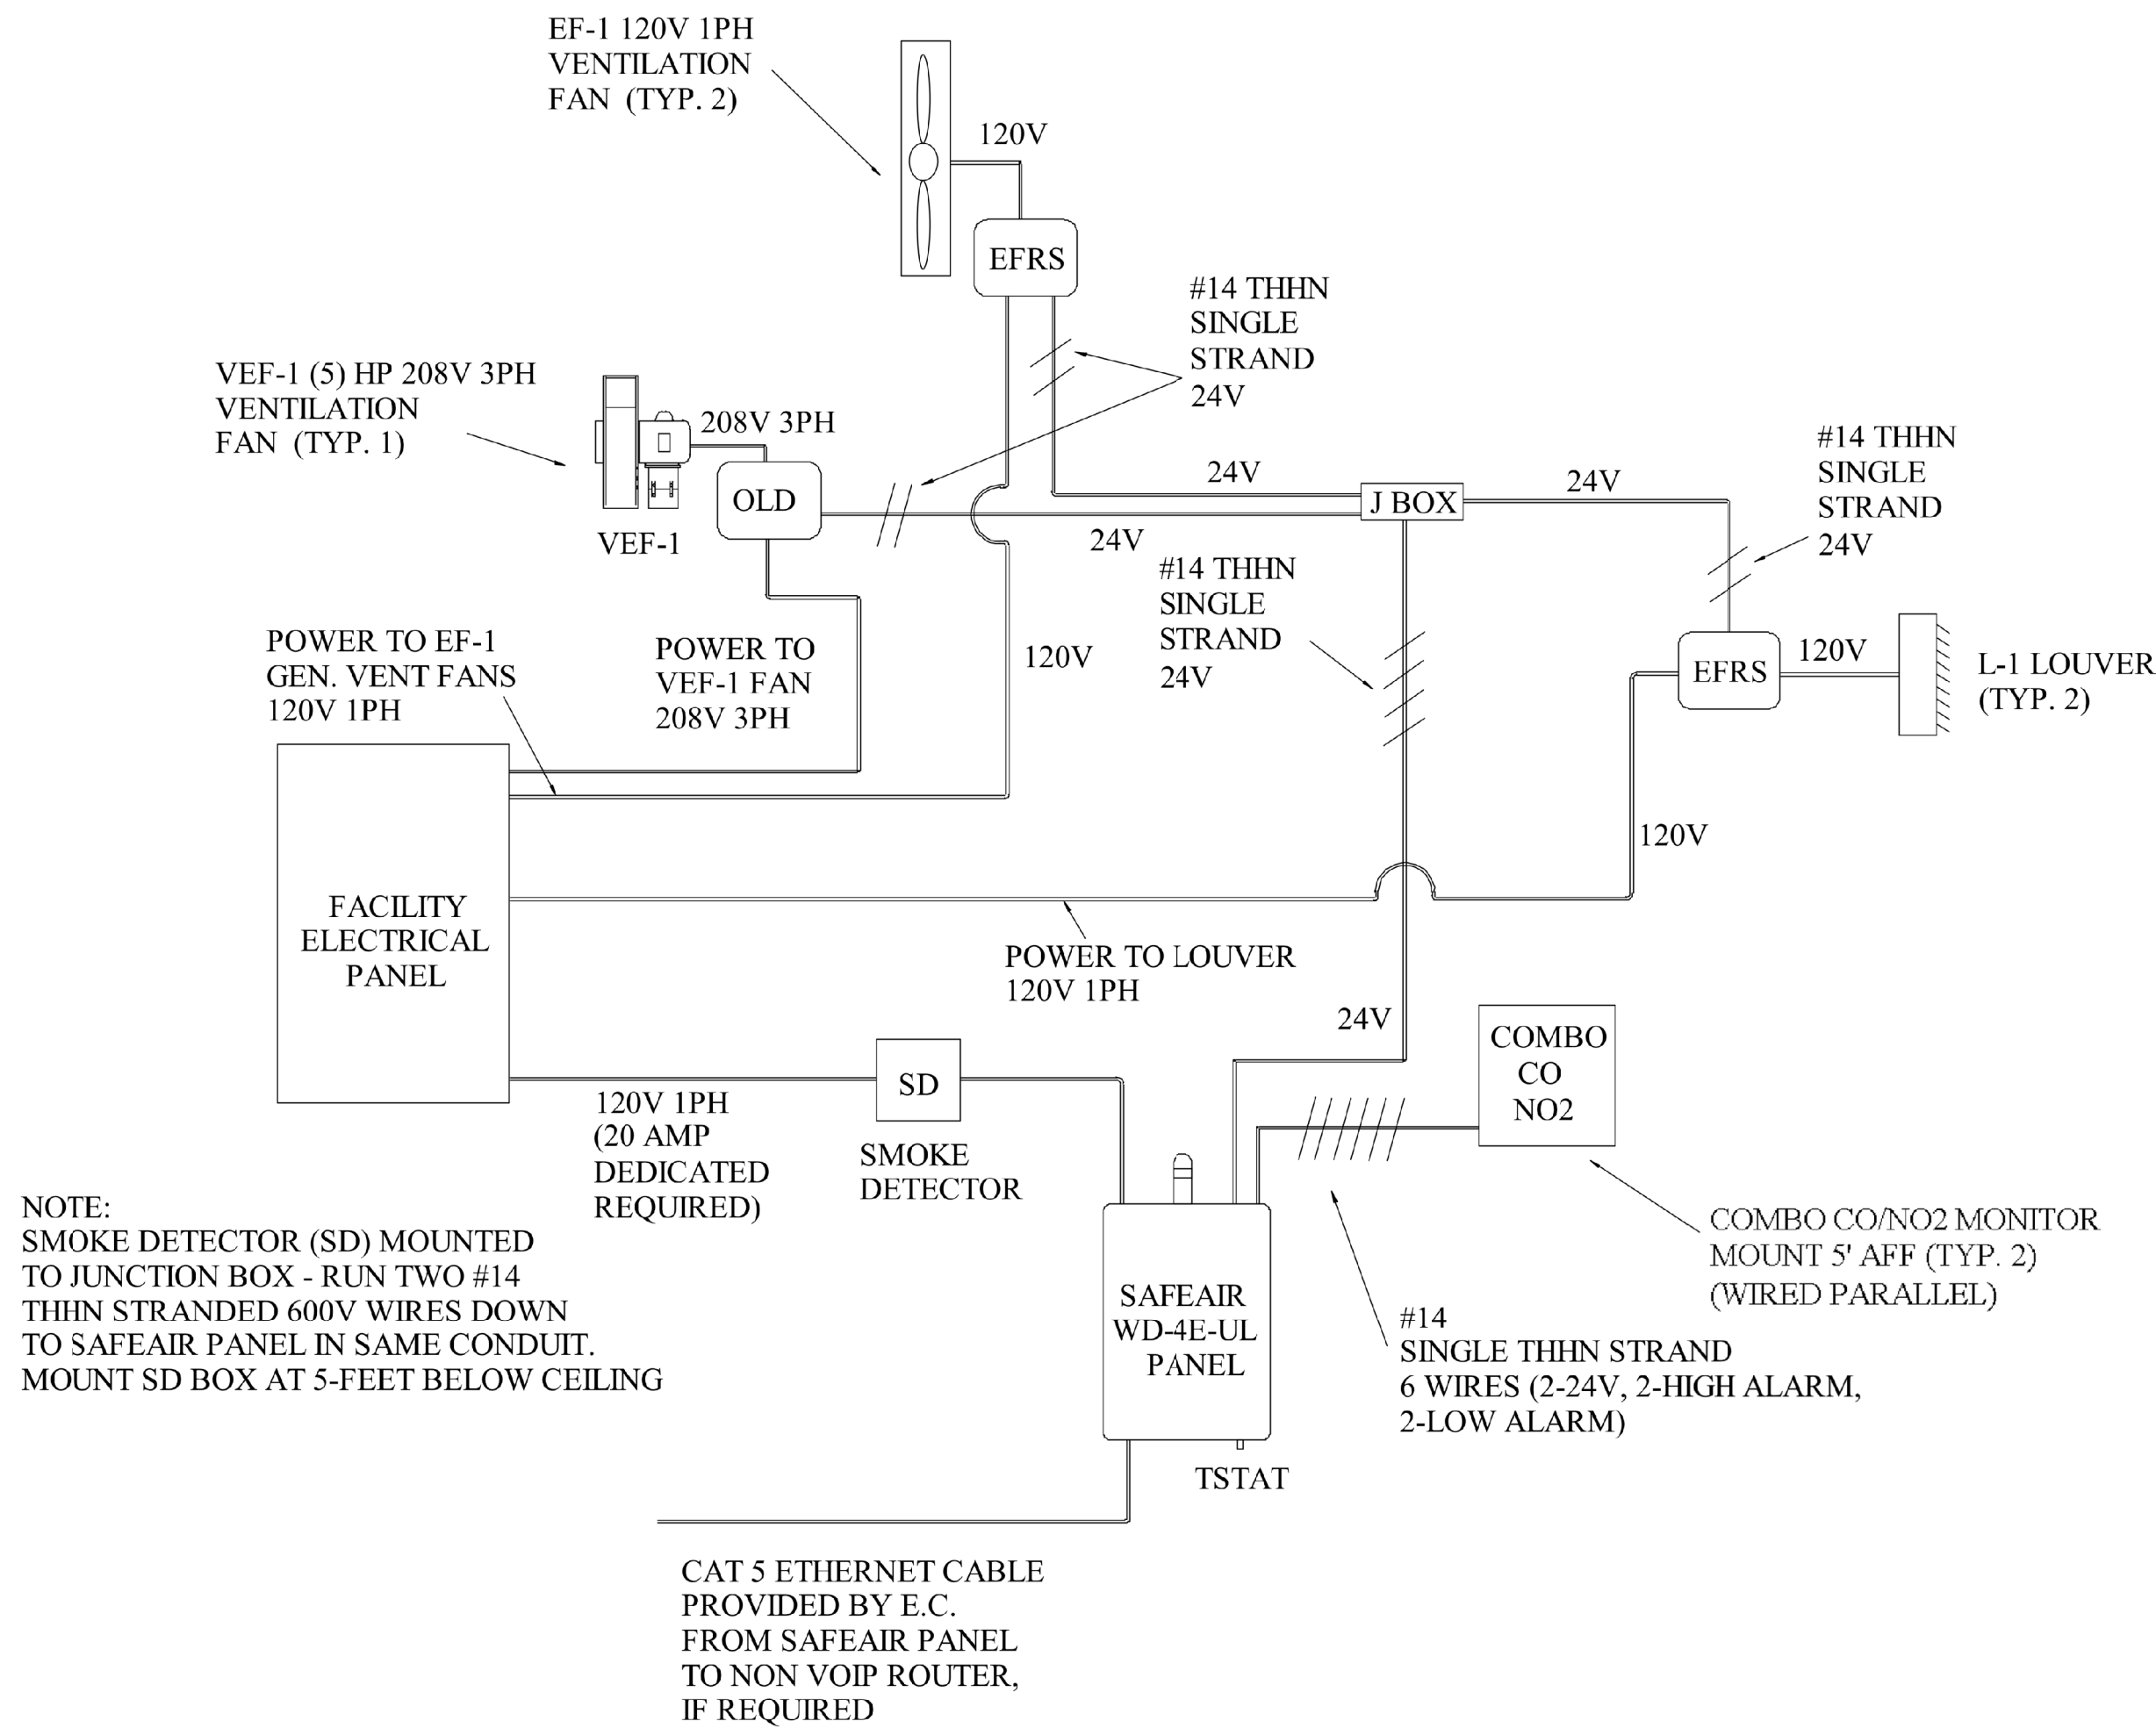 EF-1 120V 1PH
VENTILATION
FAN (TYP. 2)
120V
EFRS
#14 THHN
SINGLE
STRAND
24V
VEF-1 (5) HP 208V 3PH
VENTILATION
FAN (TYP. 1)
208V 3PH
OLD
VEF-1
24V
24V
J BOX
24V
#14 THHN
SINGLE
STRAND
24V
#14 THHN
SINGLE
STRAND
24V
POWER TO EF-1
GEN. VENT FANS
120V 1PH
POWER TO
VEF-1 FAN
208V 3PH
120V
EFRS
120V
L-1 LOUVER
(TYP. 2)
120V
FACILITY
ELECTRICAL
PANEL
POWER TO LOUVER
120V 1PH
24V
COMBO
CO
NO2
SD
120V 1PH
(20 AMP
DEDICATED
REQUIRED)
SMOKE
DETECTOR
NOTE:
SMOKE DETECTOR (SD) MOUNTED
TO JUNCTION BOX - RUN TWO #14
THHN STRANDED 600V WIRES DOWN
TO SAFEAIR PANEL IN SAME CONDUIT.
MOUNT SD BOX AT 5-FEET BELOW CEILING
COMBO CO/NO2 MONITOR
MOUNT 5' AFF (TYP. 2)
(WIRED PARALLEL)
SAFEAIR
WD-4E-UL
PANEL
#14
SINGLE THHN STRAND
6 WIRES (2-24V, 2-HIGH ALARM,
2-LOW ALARM)
TSTAT
CAT 5 ETHERNET CABLE
PROVIDED BY E.C.
FROM SAFEAIR PANEL
TO NON VOIP ROUTER,
IF REQUIRED